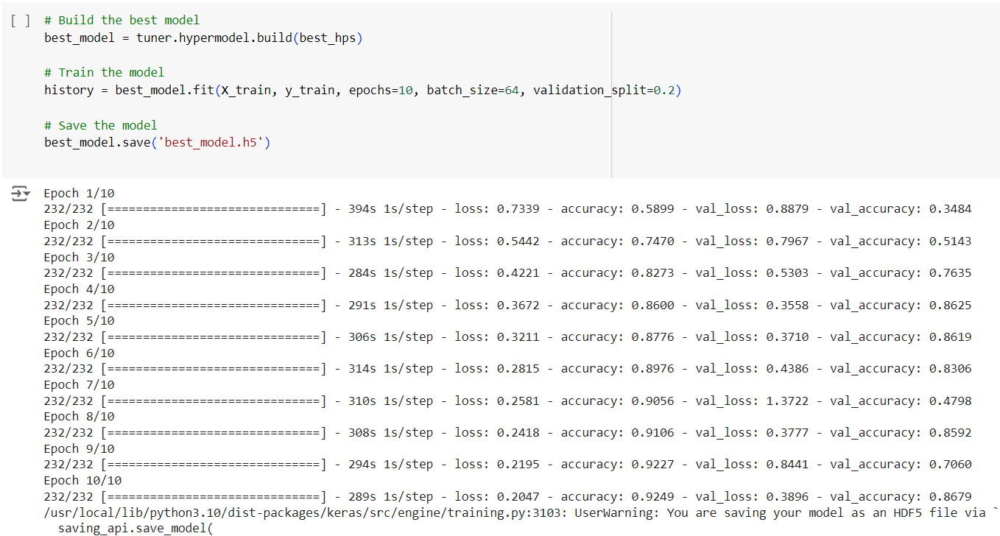 [ ] # Build the best model
best_model = tuner.hypermodel.build(best_hps)
# Train the model
history = best_model.fit(X_train, y_train, epochs=10, batch_size=64, validation_split=0.2)
# Save the model
best_model.save('best_model.h5')
Epoch 1/10
232/232 [==============================] - 394s 1s/step - loss: 0.7339 - accuracy: 0.5899 - val_loss: 0.8879 - val_accuracy: 0.3484
Epoch 2/10
232/232 [==============================] - 313s 1s/step - loss: 0.5442 - accuracy: 0.7470 - val_loss: 0.7967 - val_accuracy: 0.5143
Epoch 3/10
232/232 [==============================] - 284s 1s/step - loss: 0.4221 - accuracy: 0.8273 - val_loss: 0.5303 - val_accuracy: 0.7635
Epoch 4/10
232/232 [==============================] - 291s 1s/step - loss: 0.3672 - accuracy: 0.8600 - val_loss: 0.3558 - val_accuracy: 0.8625
Epoch 5/10
232/232 [==============================] - 306s 1s/step - loss: 0.3211 - accuracy: 0.8776 - val_loss: 0.3710 - val_accuracy: 0.8619
Epoch 6/10
232/232 [==============================] - 314s 1s/step - loss: 0.2815 - accuracy: 0.8976 - val_loss: 0.4386 - val_accuracy: 0.8306
Epoch 7/10
232/232 [==============================] - 310s 1s/step - loss: 0.2581 - accuracy: 0.9056 - val_loss: 1.3722 - val_accuracy: 0.4798
Epoch 8/10
232/232 [==============================] - 308s 1s/step - loss: 0.2418 - accuracy: 0.9106 - val_loss: 0.3777 - val_accuracy: 0.8592
Epoch 9/10
232/232 [==============================] - 294s 1s/step - loss: 0.2195 - accuracy: 0.9227 - val_loss: 0.8441 - val_accuracy: 0.7060
Epoch 10/10
232/232 [==============================] - 289s 1s/step - loss: 0.2047 - accuracy: 0.9249 - val_loss: 0.3896 - val_accuracy: 0.8679
/usr/local/lib/python3.10/dist-packages/keras/src/engine/training.py:3103: UserWarning: You are saving your model as an HDF5 file via `
saving_api.save_model(